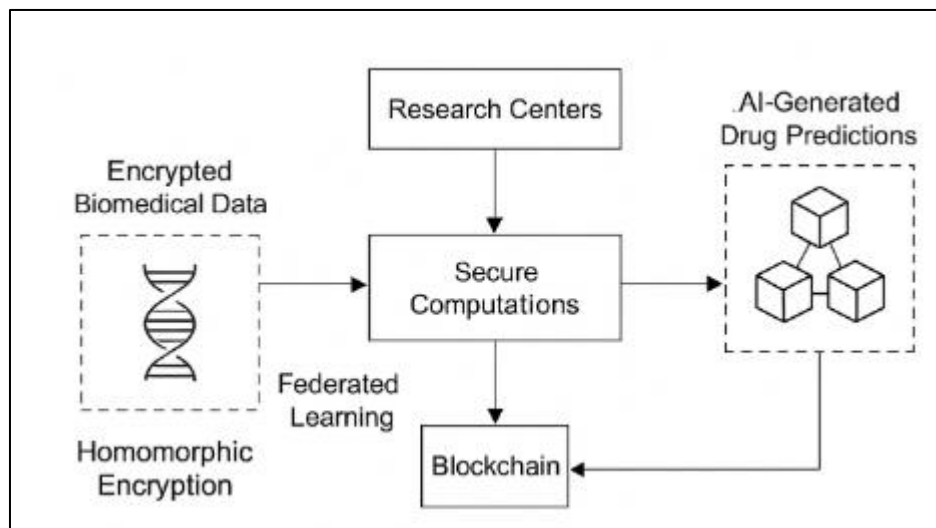 Research Centers
.AI-Generated
Drug Predictions
Encrypted
Biomedical Data
Secure
Computations
Federated
Learning
Homomorphic
Encryption
Blockchain